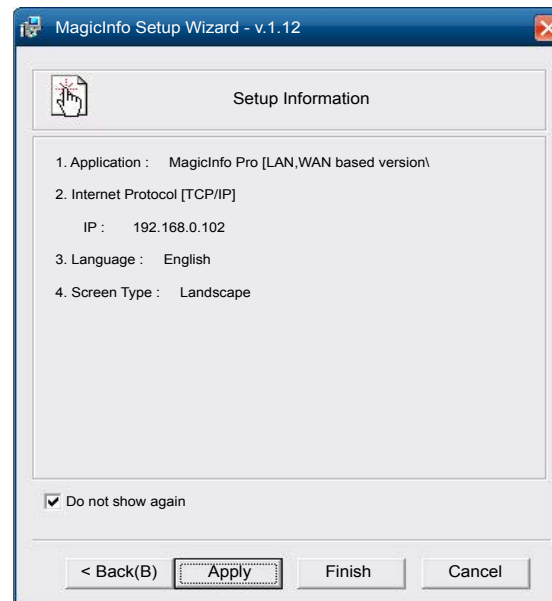 MagicInfo Setup Wizard - v.1.12
Setup Information
1. Application : MagicInfo Pro [LAN,WAN based version\
2. Internet Protocol [TCP/IP]
IP : 192.168.0.102
3. Language : English
4. Screen Type : Landscape
Do not show again
< Back(B) Apply Finish Cancel